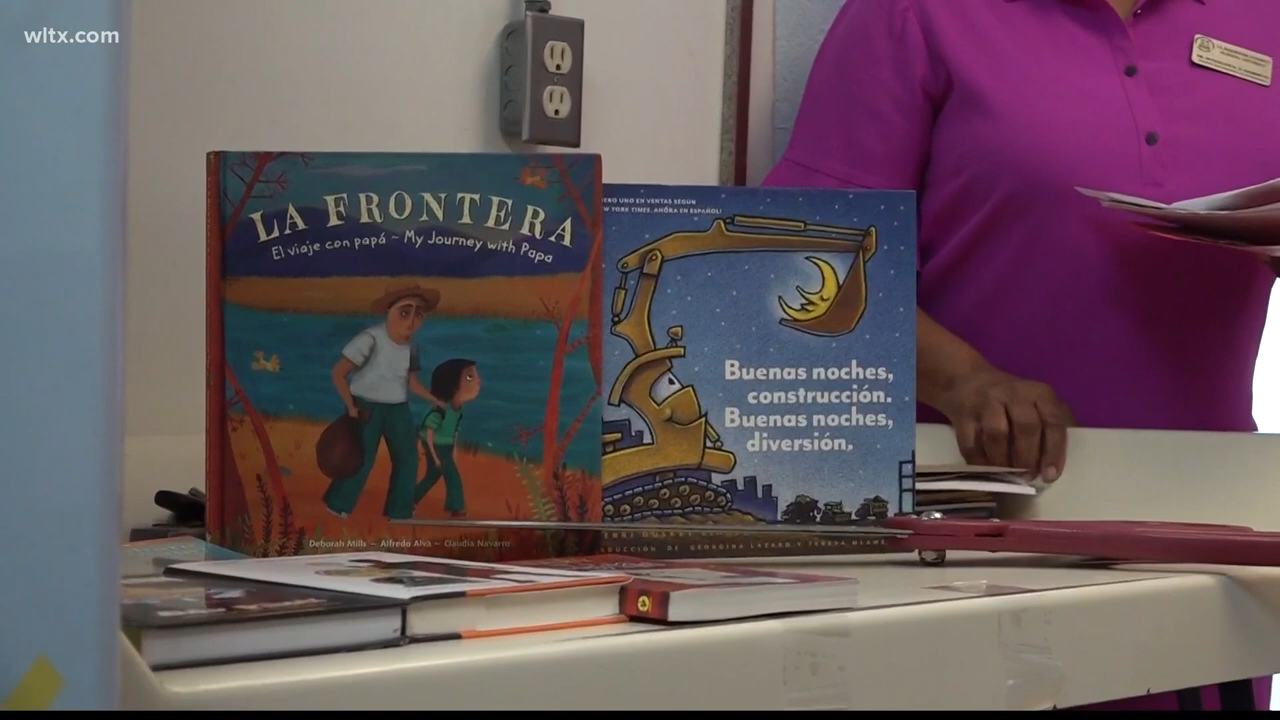 wltx.com
LA FRONTERA
El viaje con papá ~ My Journey with Papa
Deborah Mills ~ Alfredo Alva ~ Claudia Navarro
YORK TIMES. ¡AHORA EN ESPAÑOL!
Buenas noches,
construcción.
Buenas noches,
diversión.